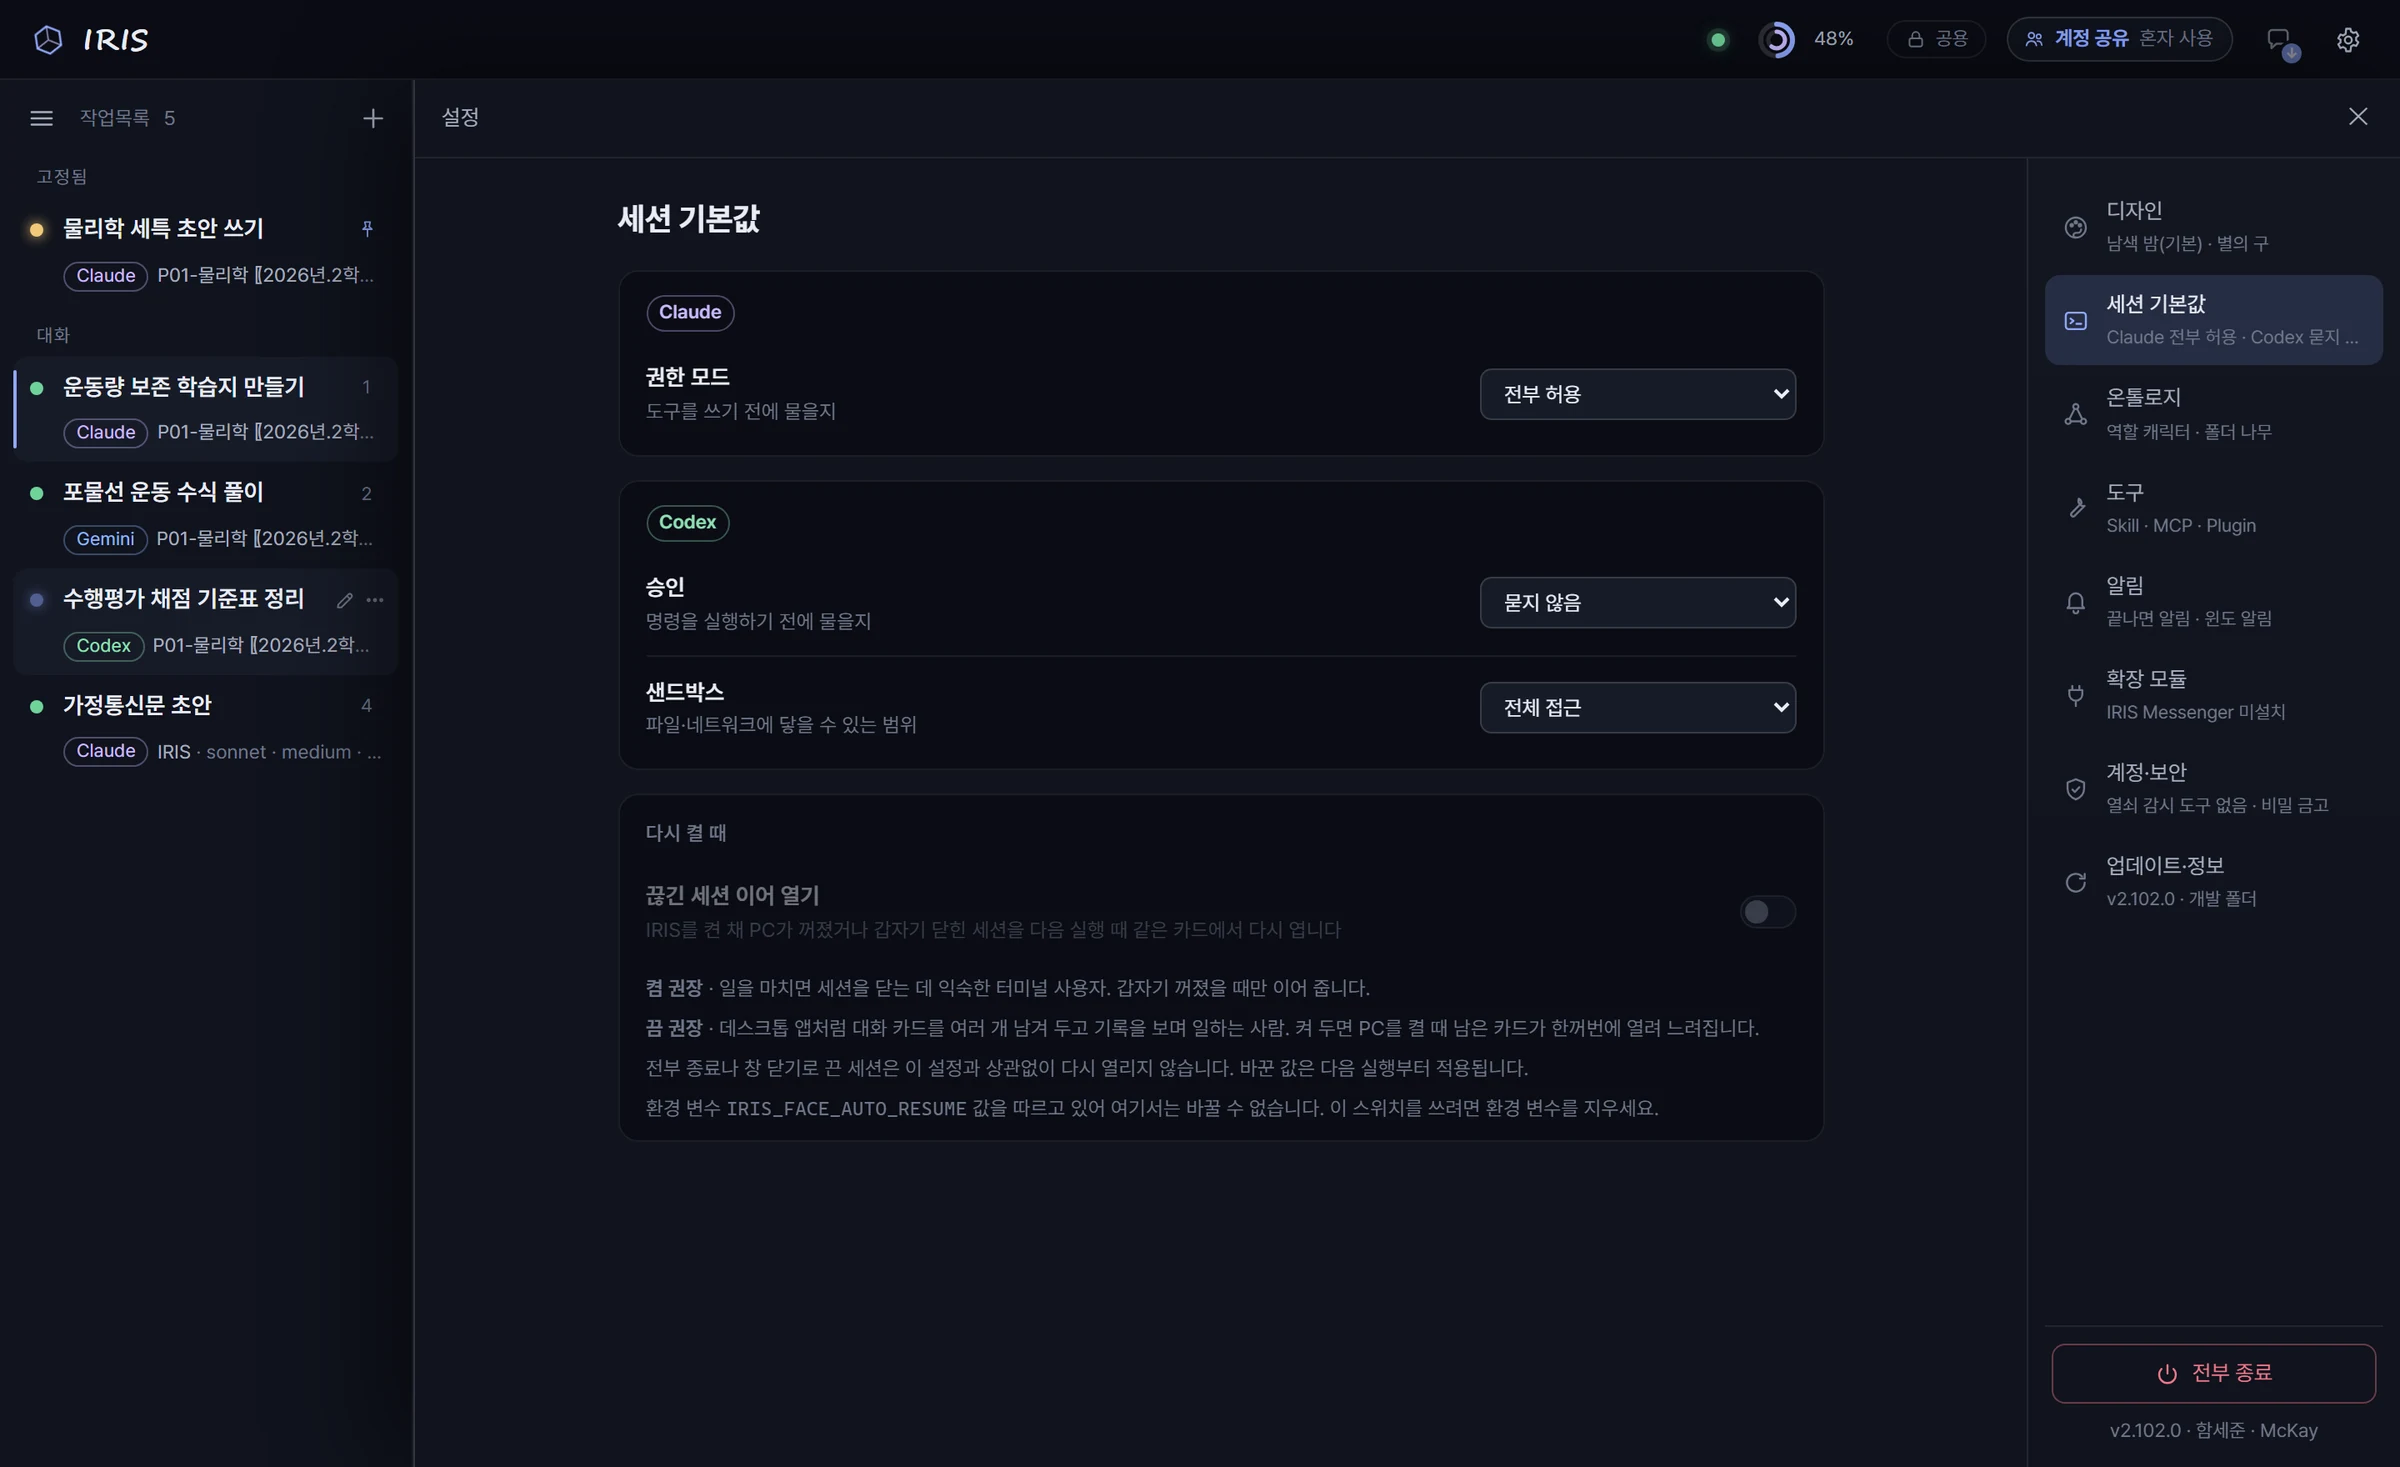 IRIS
48%
공용
계정 공유 혼자 사용
작업목록 5
고정됨
물리학 세특 초안 쓰기
Claude P01-물리학 〖2026년.2학...
대화
운동량 보존 학습지 만들기 1
Claude P01-물리학 〖2026년.2학...
포물선 운동 수식 풀이 2
Gemini P01-물리학 〖2026년.2학...
수행평가 채점 기준표 정리
Codex P01-물리학 〖2026년.2학...
가정통신문 초안 4
Claude IRIS · sonnet · medium · ...
설정
세션 기본값
Claude
권한 모드
도구를 쓰기 전에 물을지
전부 허용
Codex
승인
명령을 실행하기 전에 물을지
묻지 않음
샌드박스
파일·네트워크에 닿을 수 있는 범위
전체 접근
다시 켤 때
끊긴 세션 이어 열기
IRIS를 켠 채 PC가 꺼졌거나 갑자기 닫힌 세션을 다음 실행 때 같은 카드에서 다시 엽니다
켬 권장 · 일을 마치면 세션을 닫는 데 익숙한 터미널 사용자. 갑자기 꺼졌을 때만 이어 줍니다.
끔 권장 · 데스크톱 앱처럼 대화 카드를 여러 개 남겨 두고 기록을 보며 일하는 사람. 켜 두면 PC를 켤 때 남은 카드가 한꺼번에 열려 느려집니다.
전부 종료나 창 닫기로 끈 세션은 이 설정과 상관없이 다시 열리지 않습니다. 바꾼 값은 다음 실행부터 적용됩니다.
환경 변수 IRIS_FACE_AUTO_RESUME 값을 따르고 있어 여기서는 바꿀 수 없습니다. 이 스위치를 쓰려면 환경 변수를 지우세요.
디자인
남색 밤(기본) · 별의 구
세션 기본값
Claude 전부 허용 · Codex 묻지 ...
온톨로지
역할 캐릭터 · 폴더 나무
도구
Skill · MCP · Plugin
알림
끝나면 알림 · 윈도 알림
확장 모듈
IRIS Messenger 미설치
계정·보안
열쇠 감시 도구 없음 · 비밀 금고
업데이트·정보
v2.102.0 · 개발 폴더
전부 종료
v2.102.0 · 함세준 · McKay